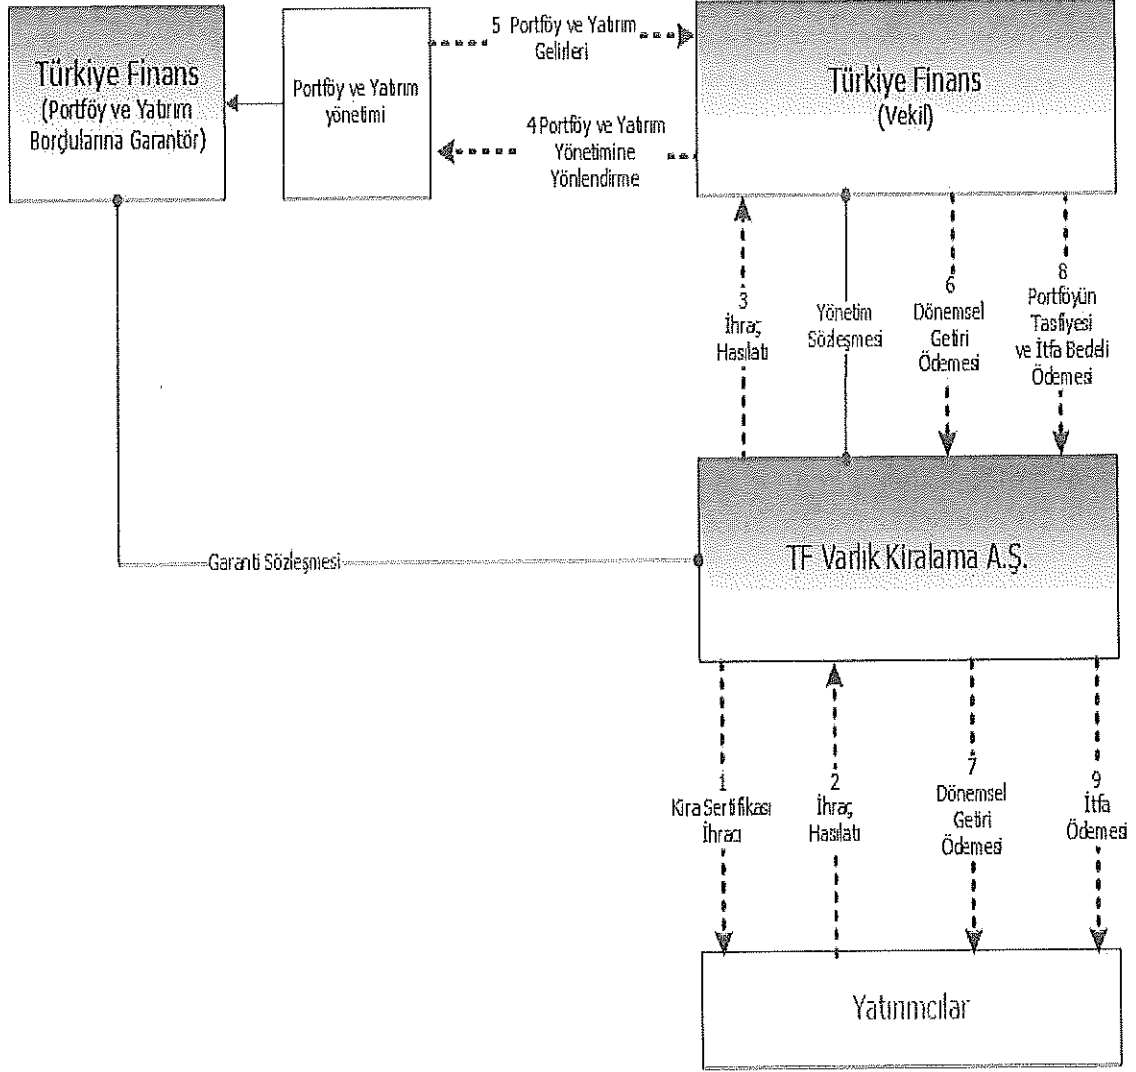 Türkiye Finans
(Portföy ve Yatırım
Borçlularına Garantör)
Portföy ve Yatırım
yönetimi
5 Portföy ve Yatırım
Gelirleri
4 Portföy ve Yatırım
Yönetimine
Yönlendirme
Türkiye Finans
(Vekil)
3
İhraç
Hasılatı
Yönetim
Sözleşmesi
6
Dönemsel
Getiri
Ödemesi
8
Portföyün
Tasfiyesi
ve İtfa Bedeli
Ödemesi
Garanti Sözleşmesi
TF Varlık Kiralama A.Ş.
1
Kira Sertifikası
İhracı
2
İhraç
Hasılatı
7
Dönemsel
Getiri
Ödemesi
9
İtfa
Ödemesi
Yatırımcılar